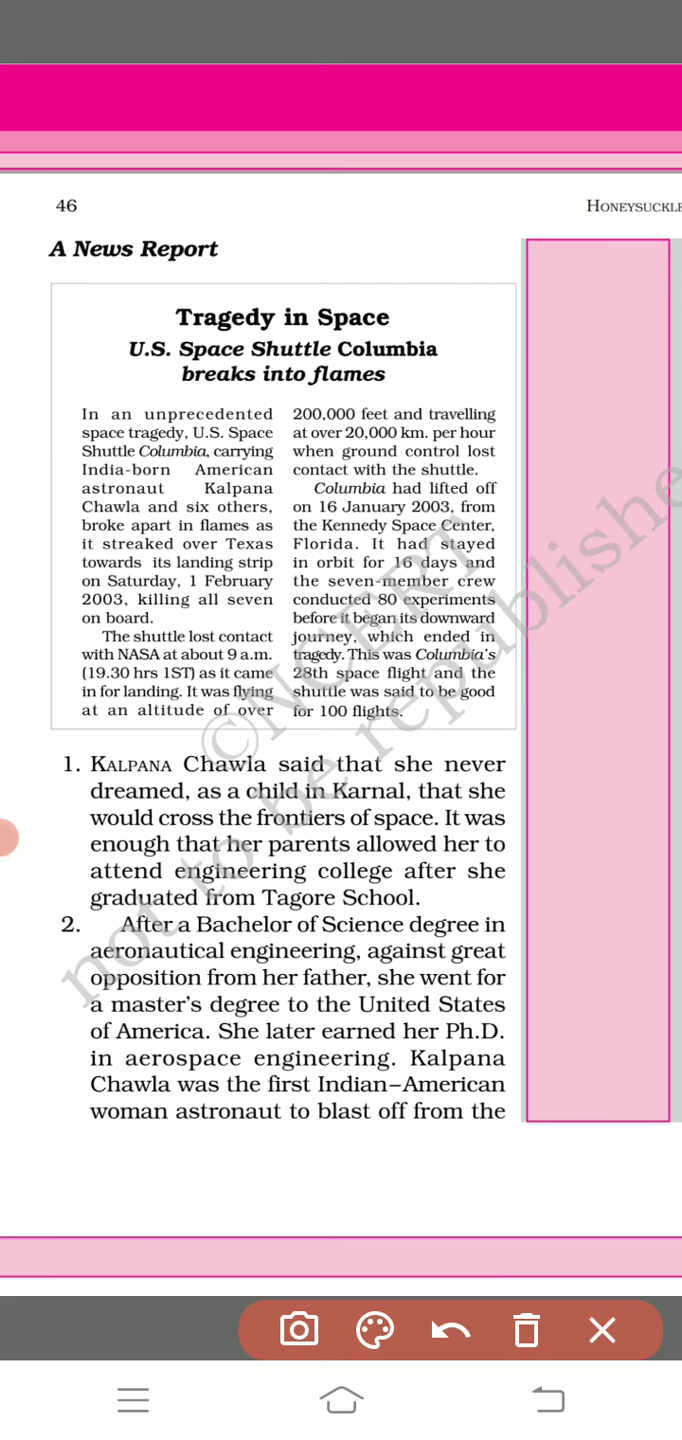 46
HONEYSUCKLE
A News Report
Tragedy in Space
U.S. Space Shuttle Columbia
breaks into flames
In an unprecedented
space tragedy, U.S. Space
Shuttle Columbia, carrying
India-born American
astronaut Kalpana
Chawla and six others,
broke apart in flames as
it streaked over Texas
towards its landing strip
on Saturday, 1 February
2003, killing all seven
on board.
The shuttle lost contact
with NASA at about 9 a.m.
(19.30 hrs 1ST) as it came
in for landing. It was flying
at an altitude of over
200,000 feet and travelling
at over 20,000 km. per hour
when ground control lost
contact with the shuttle.
Columbia had lifted off
on 16 January 2003, from
the Kennedy Space Center,
Florida. It had stayed
in orbit for 16 days and
the seven-member crew
conducted 80 experiments
before it began its downward
journey, which ended in
tragedy. This was Columbia's
28th space flight and the
shuttle was said to be good
for 100 flights.
1. KALPANA Chawla said that she never
dreamed, as a child in Karnal, that she
would cross the frontiers of space. It was
enough that her parents allowed her to
attend engineering college after she
graduated from Tagore School.
2. After a Bachelor of Science degree in
aeronautical engineering, against great
opposition from her father, she went for
a master's degree to the United States
of America. She later earned her Ph.D.
in aerospace engineering. Kalpana
Chawla was the first Indian–American
woman astronaut to blast off from the
©NCERT
not to be republishe